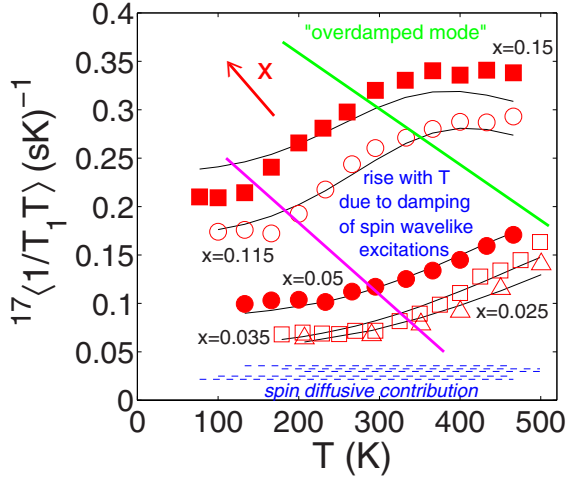 "overdamped mode"
x=0.15
x
rise with T
due to damping
of spin wavelike
excitations
x=0.115
x=0.05
x=0.035
x=0.025
spin diffusive contribution
0.4
0.35
0.3
0.25
0.2
0.15
0.1
0.05
0
0 100 200 300 400 500
T (K)
¹⁷⟨1/T₁T⟩ (sK)⁻¹